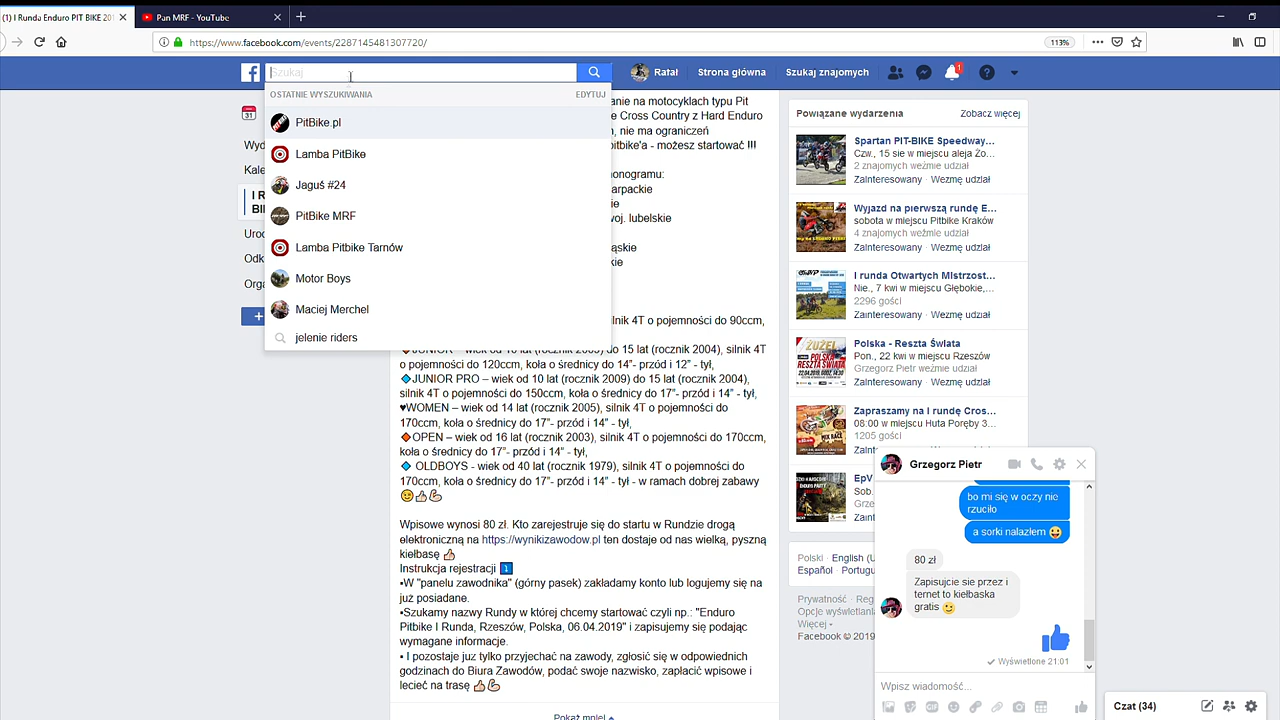 (1) I Runda Enduro PIT BIKE 201
Pan MRF - YouTube
https://www.facebook.com/events/2287145481307720/
113%
Szukaj
Rafał
Strona główna
Szukaj znajomych
1
OSTATNIE WYSZUKIWANIA
EDYTUJ
PitBike.pl
Lamba PitBike
Jaguś #24
PitBike MRF
Lamba Pitbike Tarnów
Motor Boys
Maciej Merchel
jelenie riders
31
Wyd
Kale
I R
BIK
Uroc
Odk
Orga
+
anie na motocyklach typu Pit
e Cross Country z Hard Enduro
n, nie ma ograniczeń
pitbike'a - możesz startować !!!
monogramu:
arpackie
ie
woj. lubelskie
ląskie
ie
silnik 4T o pojemności do 90ccm,
JUNIOR – wiek od 10 lat (rocznik 2009) do 15 lat (rocznik 2004), silnik 4T
o pojemności do 120ccm, koła o średnicy do 14"- przód i 12" - tył,
JUNIOR PRO – wiek od 10 lat (rocznik 2009) do 15 lat (rocznik 2004),
silnik 4T o pojemności do 150ccm, koła o średnicy do 17"- przód i 14" - tył,
♥WOMEN – wiek od 14 lat (rocznik 2005), silnik 4T o pojemności do
170ccm, koła o średnicy do 17"- przód i 14" - tył,
OPEN – wiek od 16 lat (rocznik 2003), silnik 4T o pojemności do 170ccm,
koła o średnicy do 17"- przód i 14" - tył,
OLDBOYS - wiek od 40 lat (rocznik 1979), silnik 4T o pojemności do
170ccm, koła o średnicy do 17"- przód i 14" - tył - w ramach dobrej zabawy
Wpisowe wynosi 80 zł. Kto zarejestruje się do startu w Rundzie drogą
elektroniczną na https://wynikizawodow.pl ten dostaje od nas wielką, pyszną
kiełbasę
Instrukcja rejestracji
▪W "panelu zawodnika" (górny pasek) zakładamy konto lub logujemy się na
już posiadane.
▪Szukamy nazwy Rundy w której chcemy startować czyli np.: "Enduro
Pitbike I Runda, Rzeszów, Polska, 06.04.2019" i zapisujemy się podając
wymagane informacje.
▪ I pozostaje juz tylko przyjechać na zawody, zgłosić się w odpowiednich
godzinach do Biura Zawodów, podać swoje nazwisko, zapłacić wpisowe i
lecieć na trasę
Pokaż mniej
Powiązane wydarzenia
Zobacz więcej
Spartan PIT-BIKE Speedway...
Czw., 15 sie w miejscu aleja Żo...
2 znajomych weźmie udział
Zainteresowany · Wezmę udział
Wyjazd na pierwszą rundę E...
sobota w miejscu Pitbike Kraków
4 znajomych weźmie udział
Zainteresowany · Wezmę udział
I runda Otwartych Mistrzost...
Nie., 7 kwi w miejscu Głębokie,...
2296 gości
Zainteresowany · Wezmę udział
Polska - Reszta Świata
Pon., 22 kwi w miejscu Rzeszów
Grzegorz Pietr weźmie udział
Zainteresowany · Wezmę udział
Zapraszamy na I rundę Cros...
08:00 w miejscu Huta Poręby 3...
1205 gości
Zain
EpV
Sob.
Grze
Zain
Polski · English (U
Español · Portugu
Prywatność · Reg
Opcje wyświetlani
Więcej
Facebook © 2019
Grzegorz Pietr
bo mi się w oczy nie
rzuciło
a sorki nalazłem
80 zł
Zapisujcie sie przez i
ternet to kiełbaska
gratis
Wyświetlone 21:01
Wpisz wiadomość...
GIF
Czat (34)